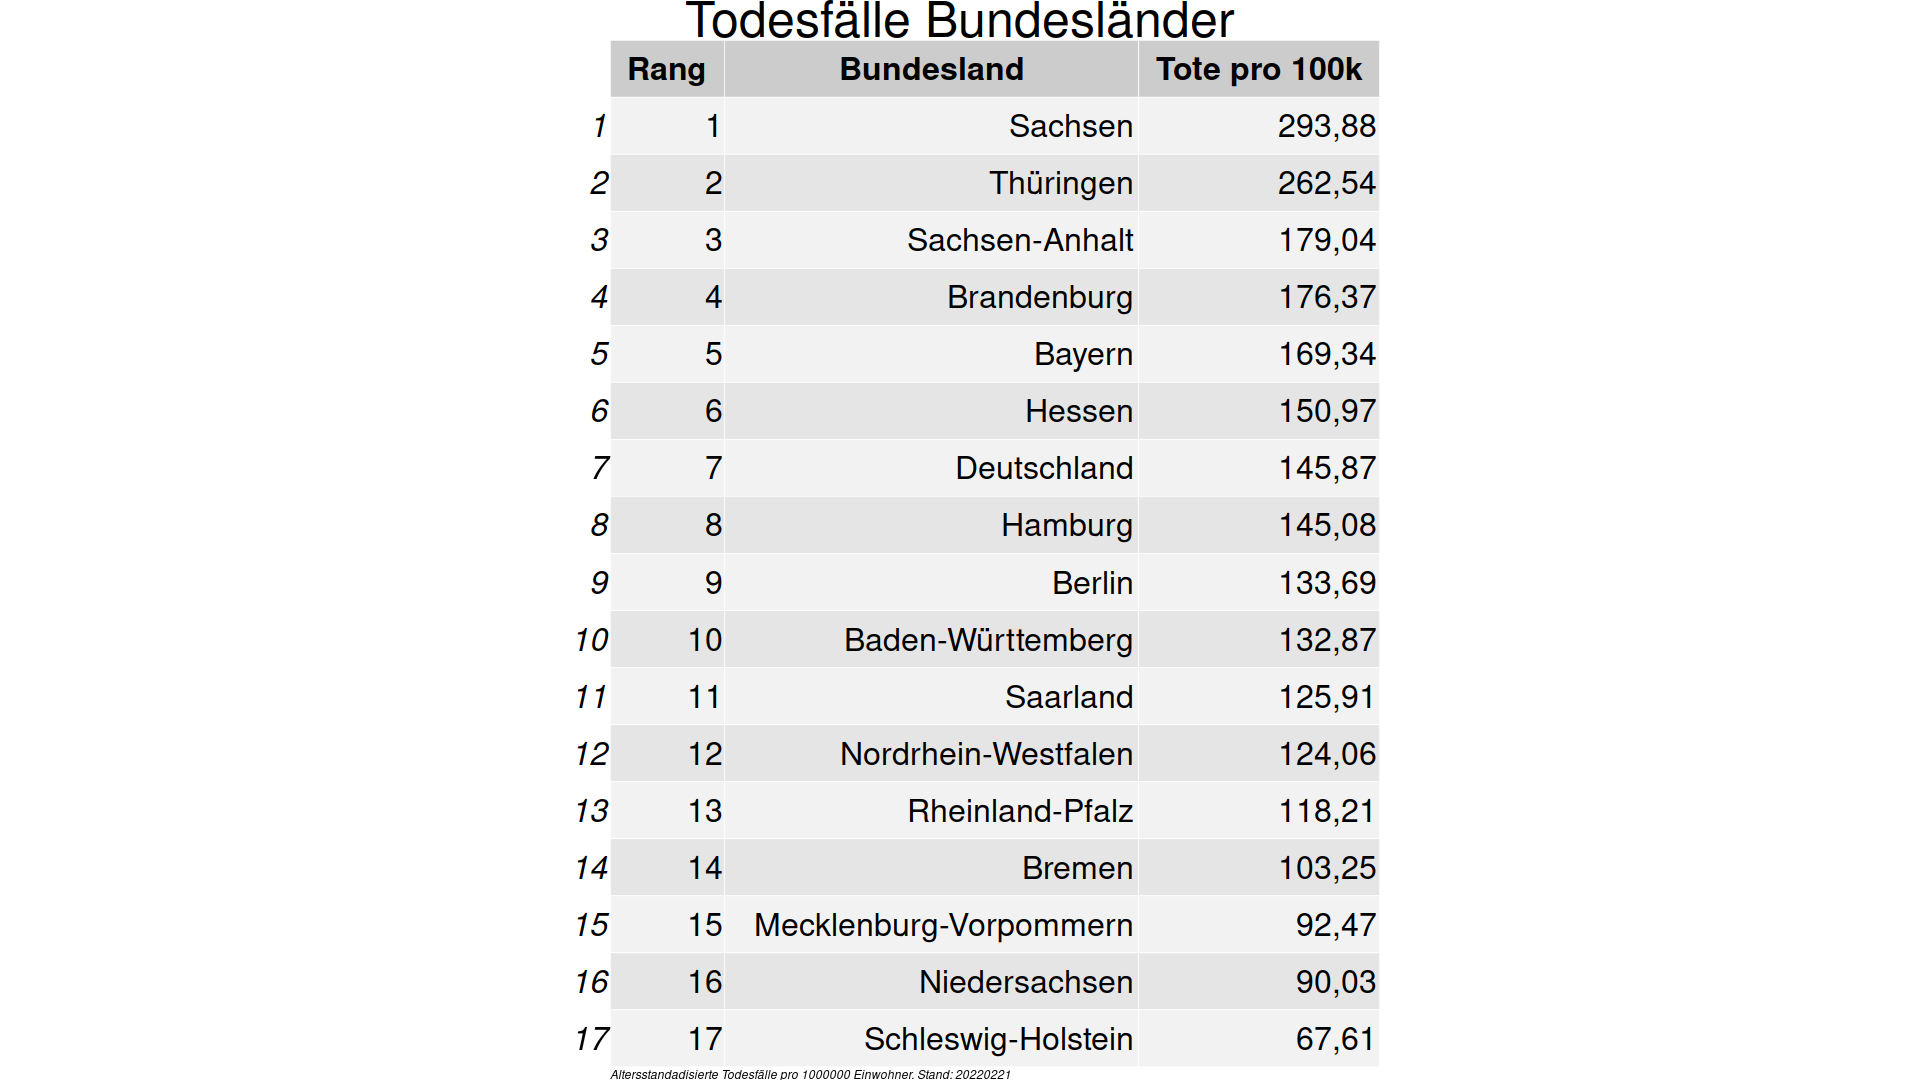 Todesfälle Bundesländer
Rang Bundesland Tote pro 100k
1 1 Sachsen 293,88
2 2 Thüringen 262,54
3 3 Sachsen-Anhalt 179,04
4 4 Brandenburg 176,37
5 5 Bayern 169,34
6 6 Hessen 150,97
7 7 Deutschland 145,87
8 8 Hamburg 145,08
9 9 Berlin 133,69
10 10 Baden-Württemberg 132,87
11 11 Saarland 125,91
12 12 Nordrhein-Westfalen 124,06
13 13 Rheinland-Pfalz 118,21
14 14 Bremen 103,25
15 15 Mecklenburg-Vorpommern 92,47
16 16 Niedersachsen 90,03
17 17 Schleswig-Holstein 67,61
Altersstandadisierte Todesfälle pro 1000000 Einwohner. Stand: 20220221